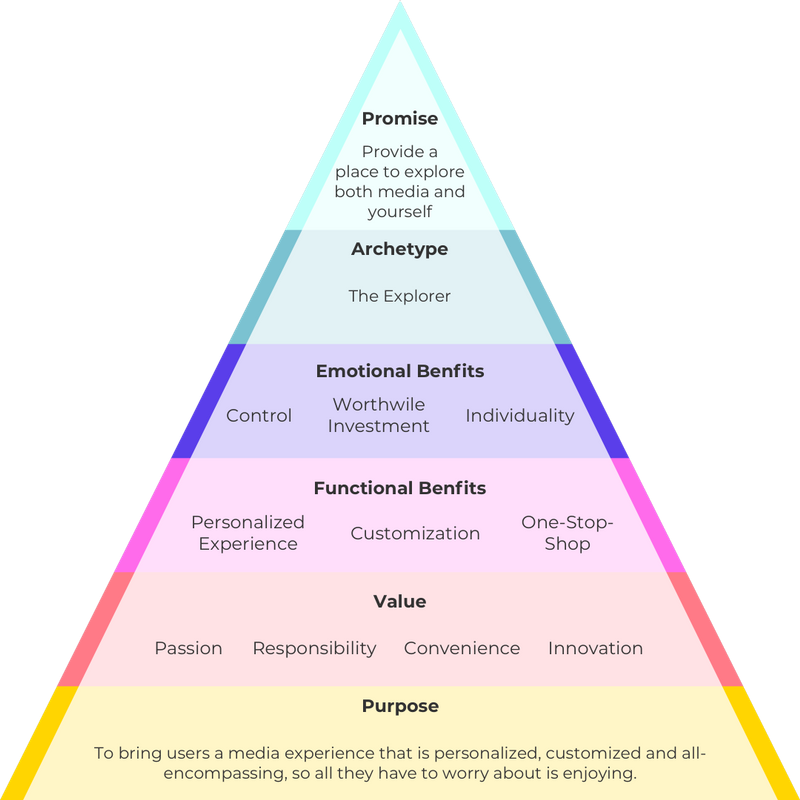 Promise
Provide a
place to explore
both media and
yourself
Archetype
The Explorer
Emotional Benfits
Control Worthwile Investment Individuality
Functional Benfits
Personalized Experience Customization One-Stop-Shop
Value
Passion Responsibility Convenience Innovation
Purpose
To bring users a media experience that is personalized, customized and all-
encompassing, so all they have to worry about is enjoying.